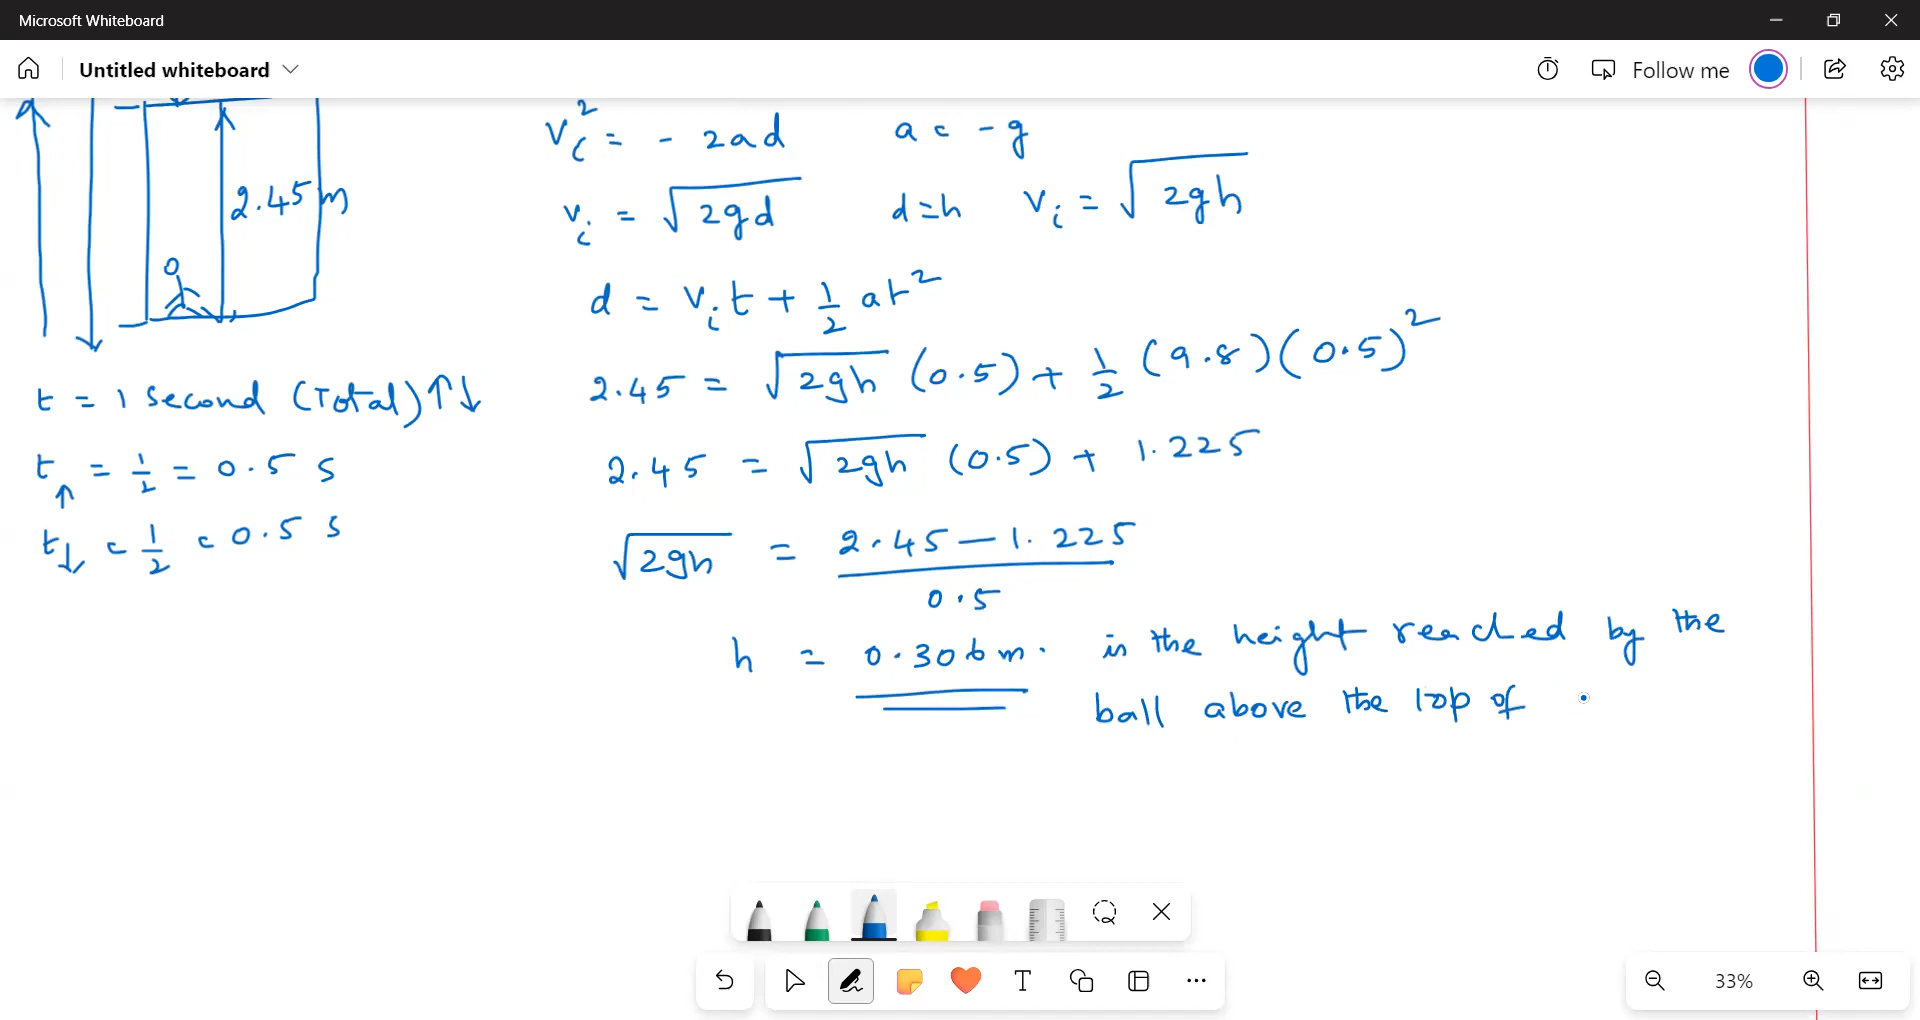 Microsoft Whiteboard
Untitled whiteboard
Follow me
d
2.45 m
t = 1 second (Total) ↑↓
t↑ = 1/2 = 0.5 s
t↓ = 1/2 = 0.5 s
v_i² = - 2ad a = -g
v_i = √2gd d=h v_i = √2gh
d = v_i t + 1/2 at²
2.45 = √2gh (0.5) + 1/2 (9.8)(0.5)²
2.45 = √2gh (0.5) + 1.225
√2gh = 2.45 – 1.225 / 0.5
h = 0.306 m. is the height reached by the
ball above the top of
33%